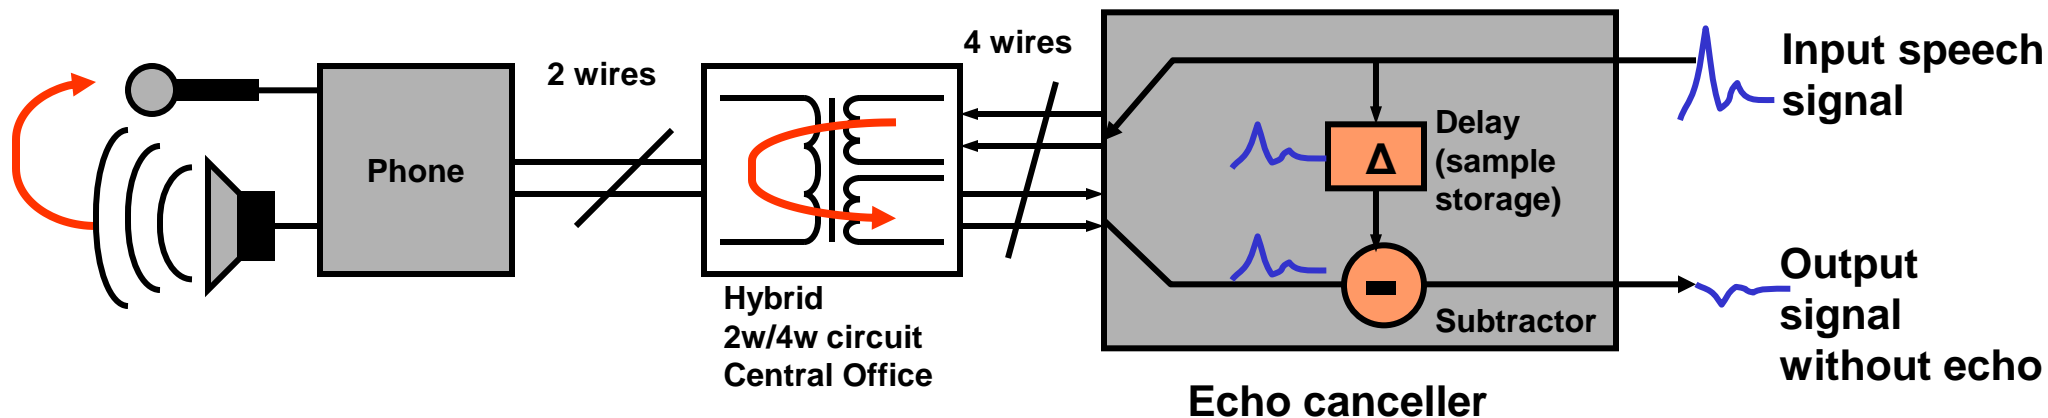 Phone
2 wires
Hybrid
2w/4w circuit
Central Office
4 wires
Δ
Delay
(sample
storage)
-
Subtractor
Echo canceller
Input speech
signal
Output
signal
without echo